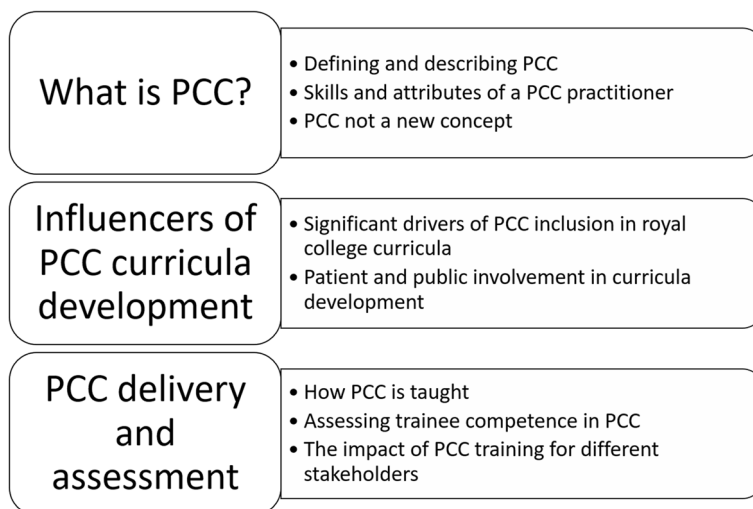 What is PCC?
• Defining and describing PCC
• Skills and attributes of a PCC practitioner
• PCC not a new concept
Influencers of
PCC curricula
development
• Significant drivers of PCC inclusion in royal
college curricula
• Patient and public involvement in curricula
development
PCC delivery
and
assessment
• How PCC is taught
• Assessing trainee competence in PCC
• The impact of PCC training for different
stakeholders